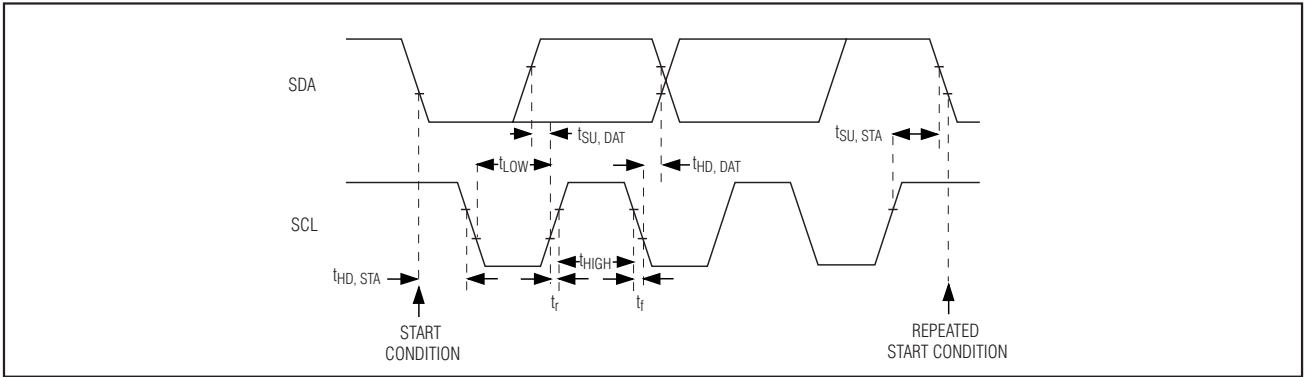 SDA
tSU, DAT
tSU, STA
tLOW
tHD, DAT
SCL
tHIGH
tHD, STA
tr
tf
START
CONDITION
REPEATED
START CONDITION